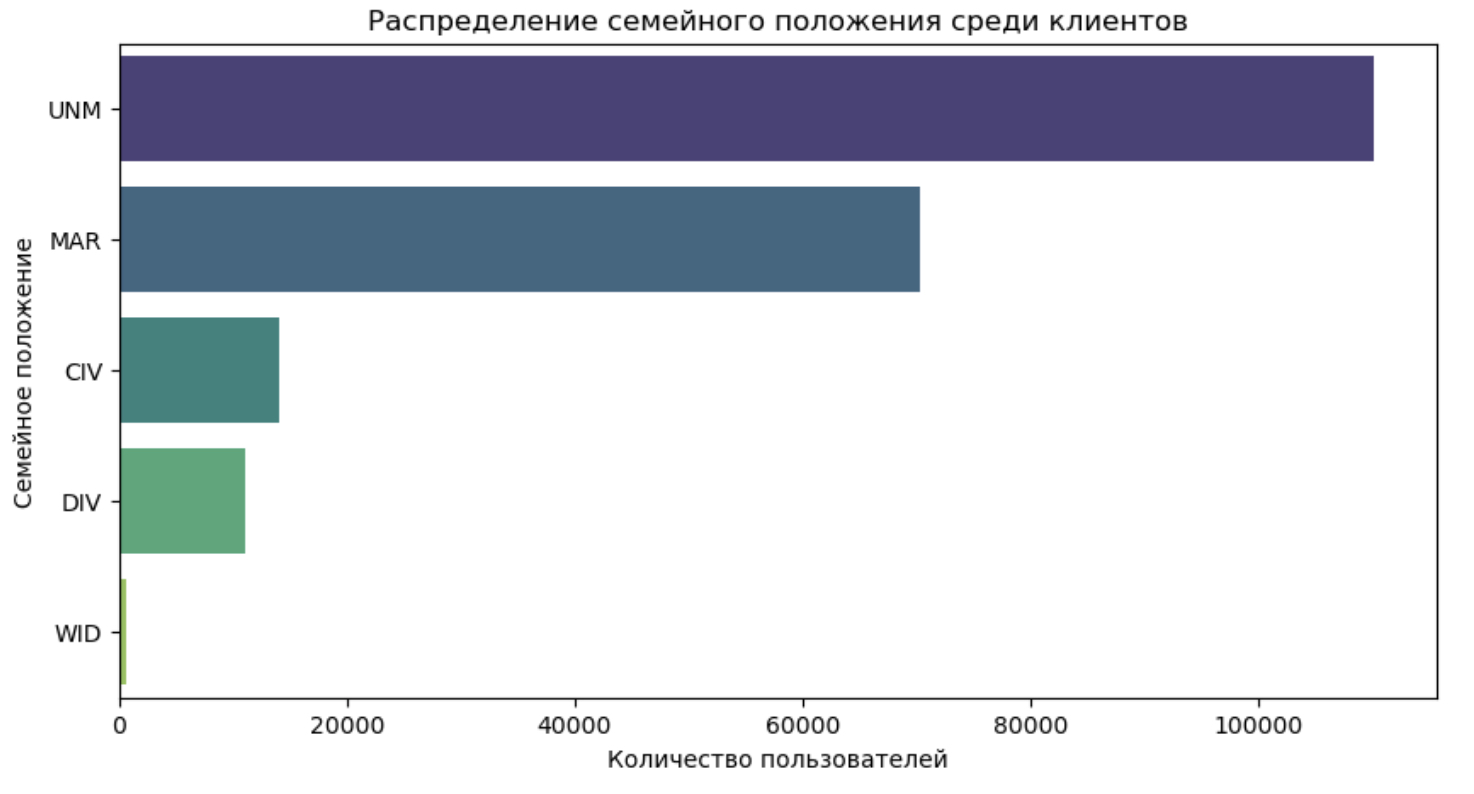 Распределение семейного положения среди клиентов
Семейное положение
UNM
MAR
CIV
DIV
WID
0 20000 40000 60000 80000 100000
Количество пользователей